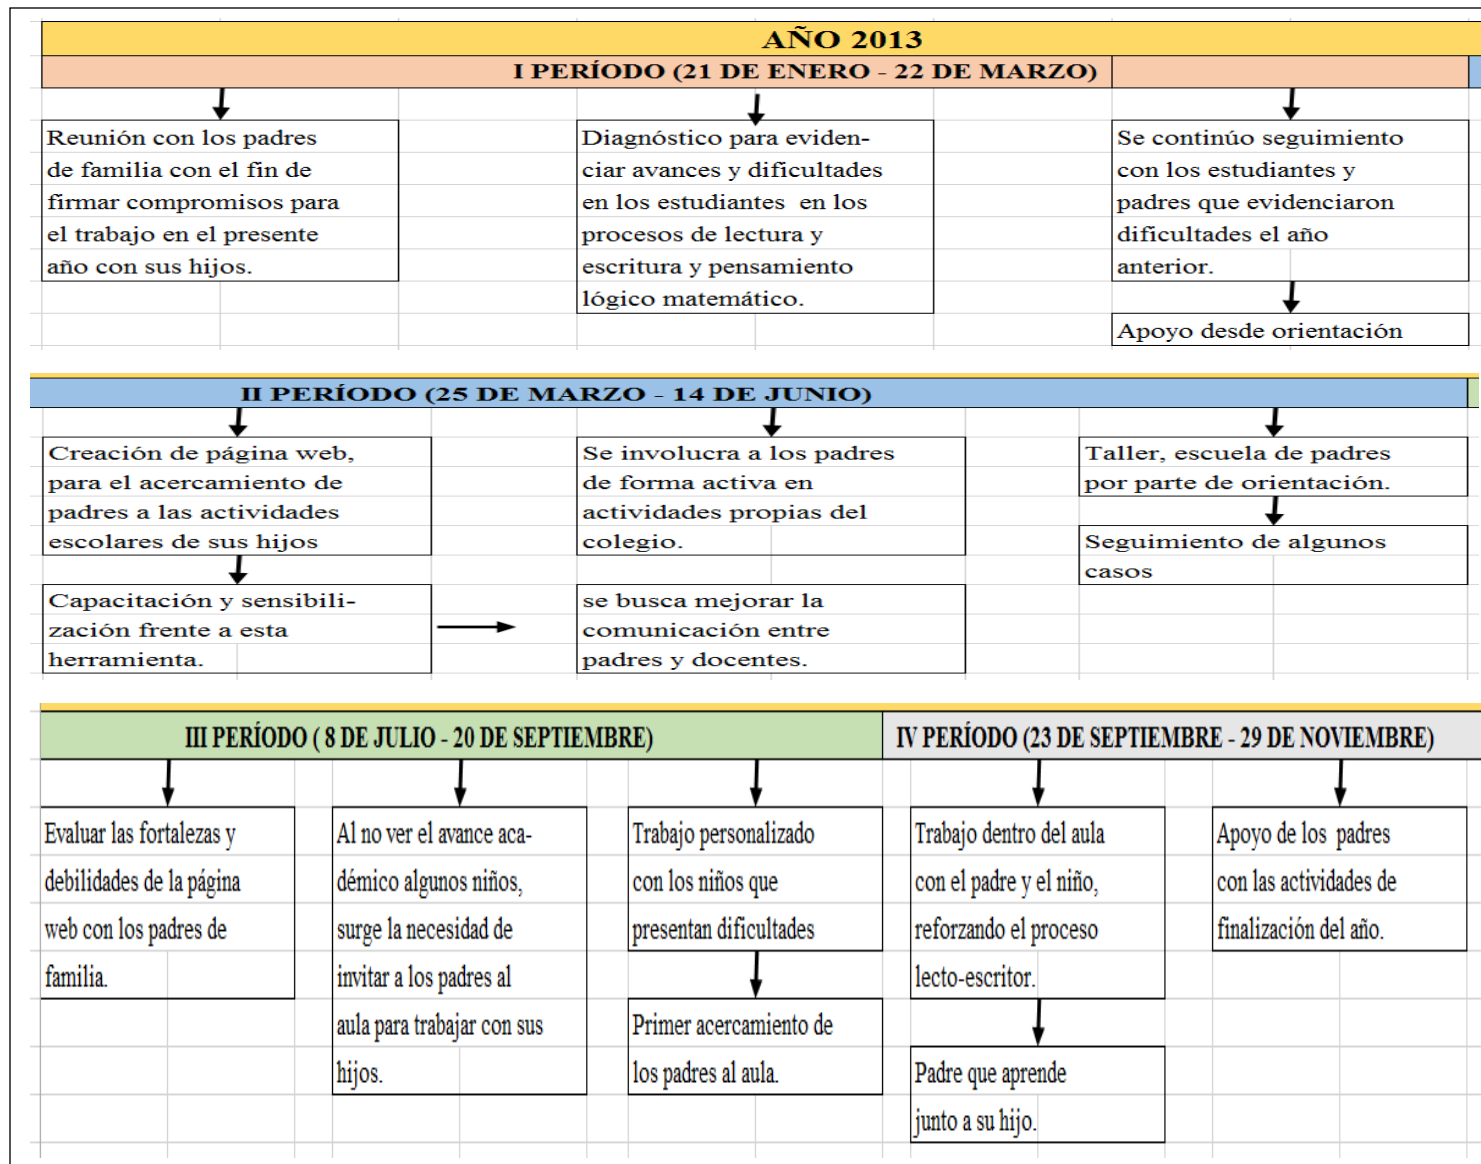 AÑO 2013
I PERÍODO (21 DE ENERO - 22 DE MARZO)
Reunión con los padres
de familia con el fin de
firmar compromisos para
el trabajo en el presente
año con sus hijos.
Diagnóstico para eviden-
ciar avances y dificultades
en los estudiantes en los
procesos de lectura y
escritura y pensamiento
lógico matemático.
Se continúo seguimiento
con los estudiantes y
padres que evidenciaron
dificultades el año
anterior.
Apoyo desde orientación
II PERÍODO (25 DE MARZO - 14 DE JUNIO)
Creación de página web,
para el acercamiento de
padres a las actividades
escolares de sus hijos
Capacitación y sensibili-
zación frente a esta
herramienta.
Se involucra a los padres
de forma activa en
actividades propias del
colegio.
se busca mejorar la
comunicación entre
padres y docentes.
Taller, escuela de padres
por parte de orientación.
Seguimiento de algunos
casos
III PERÍODO ( 8 DE JULIO - 20 DE SEPTIEMBRE)
Evaluar las fortalezas y
debilidades de la página
web con los padres de
familia.
Al no ver el avance aca-
démico algunos niños,
surge la necesidad de
invitar a los padres al
aula para trabajar con sus
hijos.
Trabajo personalizado
con los niños que
presentan dificultades
Primer acercamiento de
los padres al aula.
IV PERÍODO (23 DE SEPTIEMBRE - 29 DE NOVIEMBRE)
Trabajo dentro del aula
con el padre y el niño,
reforzando el proceso
lecto-escritor.
Padre que aprende
junto a su hijo.
Apoyo de los padres
con las actividades de
finalización del año.